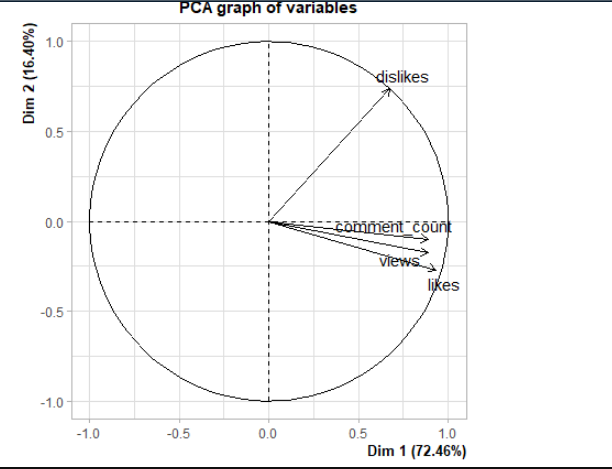 PCA graph of variables
Dim 2 (16.40%)
1.0
0.5
0.0
-0.5
-1.0
dislikes
comment_count
views
likes
-1.0
-0.5
0.0
0.5
1.0
Dim 1 (72.46%)